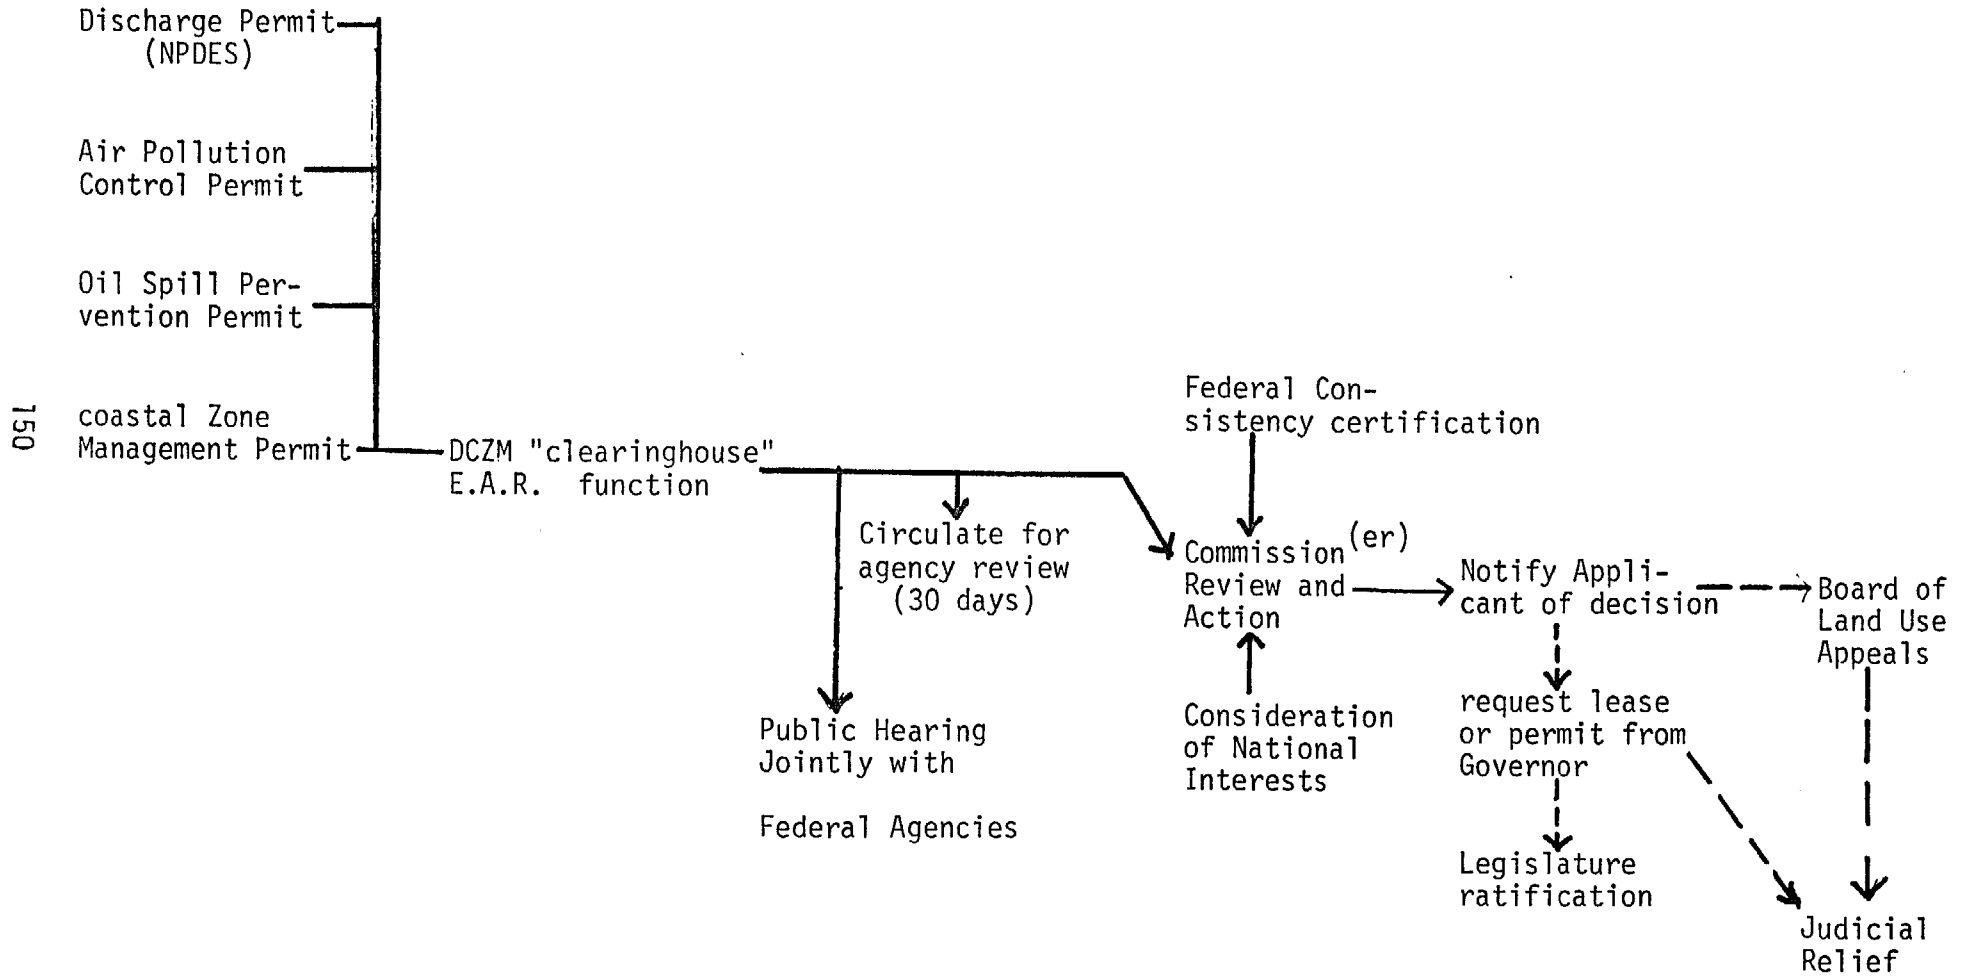 Discharge Permit
(NPDES)
Air Pollution
Control Permit
Oil Spill Per-
vention Permit
coastal Zone
Management Permit
150
DCZM "clearinghouse"
E.A.R. function
Circulate for
agency review
(30 days)
Public Hearing
Jointly with
Federal Agencies
Federal Con-
sistency certification
Commission (er)
Review and
Action
Consideration
of National
Interests
Notify Appli-
cant of decision
request lease
or permit from
Governor
Legislature
ratification
Board of
Land Use
Appeals
Judicial
Relief